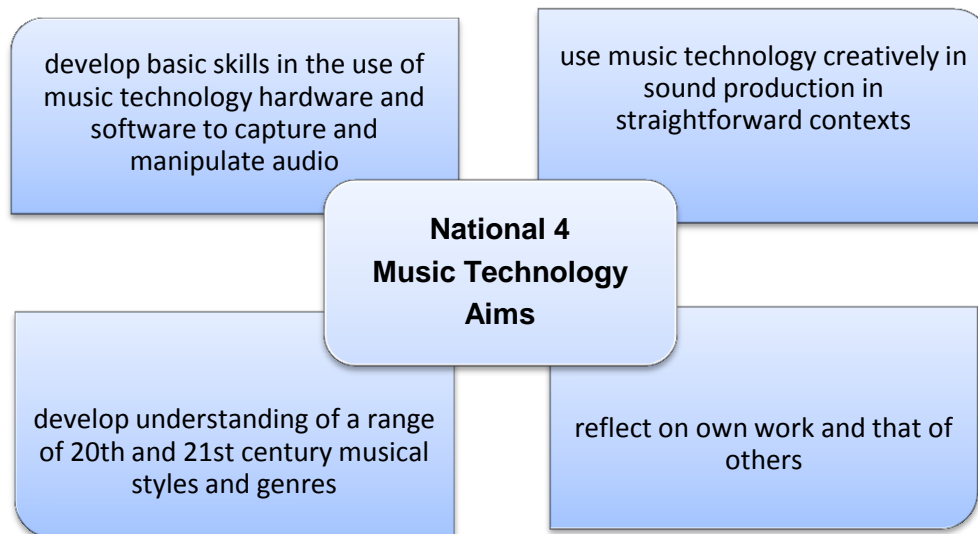 develop basic skills in the use of
music technology hardware and
software to capture and
manipulate audio
use music technology creatively in
sound production in
straightforward contexts
National 4
Music Technology
Aims
develop understanding of a range
of 20th and 21st century musical
styles and genres
reflect on own work and that of
others